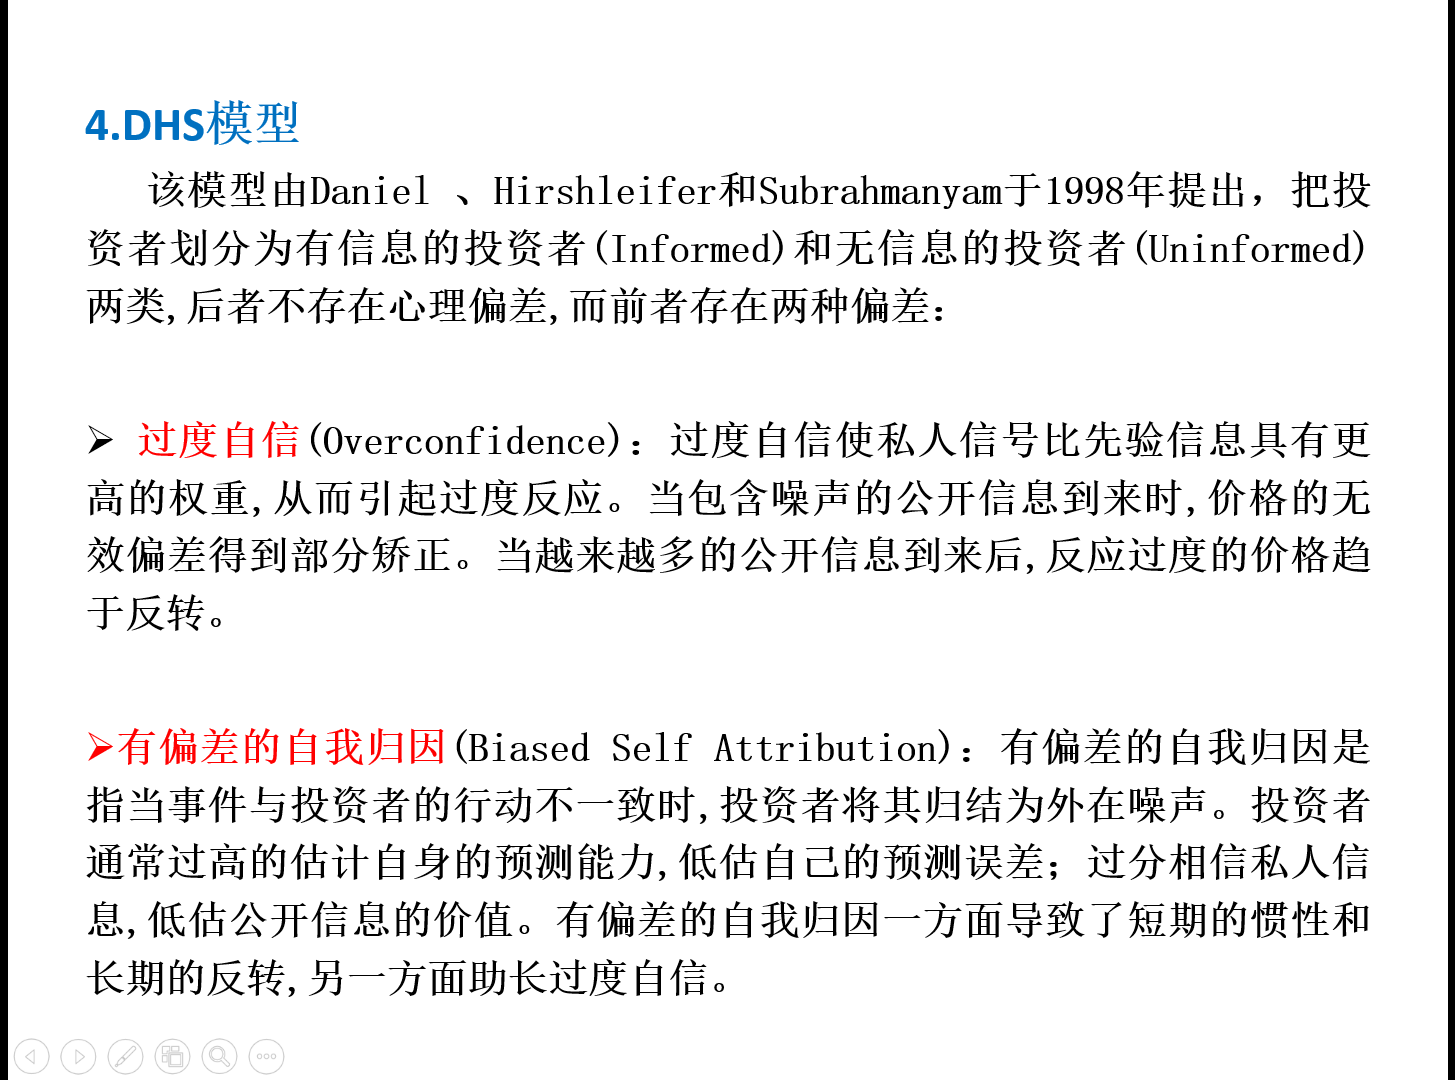 4.DHS模型
该模型由Daniel 、Hirshleifer和Subrahmanyam于1998年提出，把投
资者划分为有信息的投资者(Informed)和无信息的投资者(Uninformed)
两类,后者不存在心理偏差,而前者存在两种偏差：
➢ 过度自信(Overconfidence)：过度自信使私人信号比先验信息具有更
高的权重,从而引起过度反应。当包含噪声的公开信息到来时,价格的无
效偏差得到部分矫正。当越来越多的公开信息到来后,反应过度的价格趋
于反转。
➢有偏差的自我归因(Biased Self Attribution)：有偏差的自我归因是
指当事件与投资者的行动不一致时,投资者将其归结为外在噪声。投资者
通常过高的估计自身的预测能力,低估自己的预测误差；过分相信私人信
息,低估公开信息的价值。有偏差的自我归因一方面导致了短期的惯性和
长期的反转,另一方面助长过度自信。